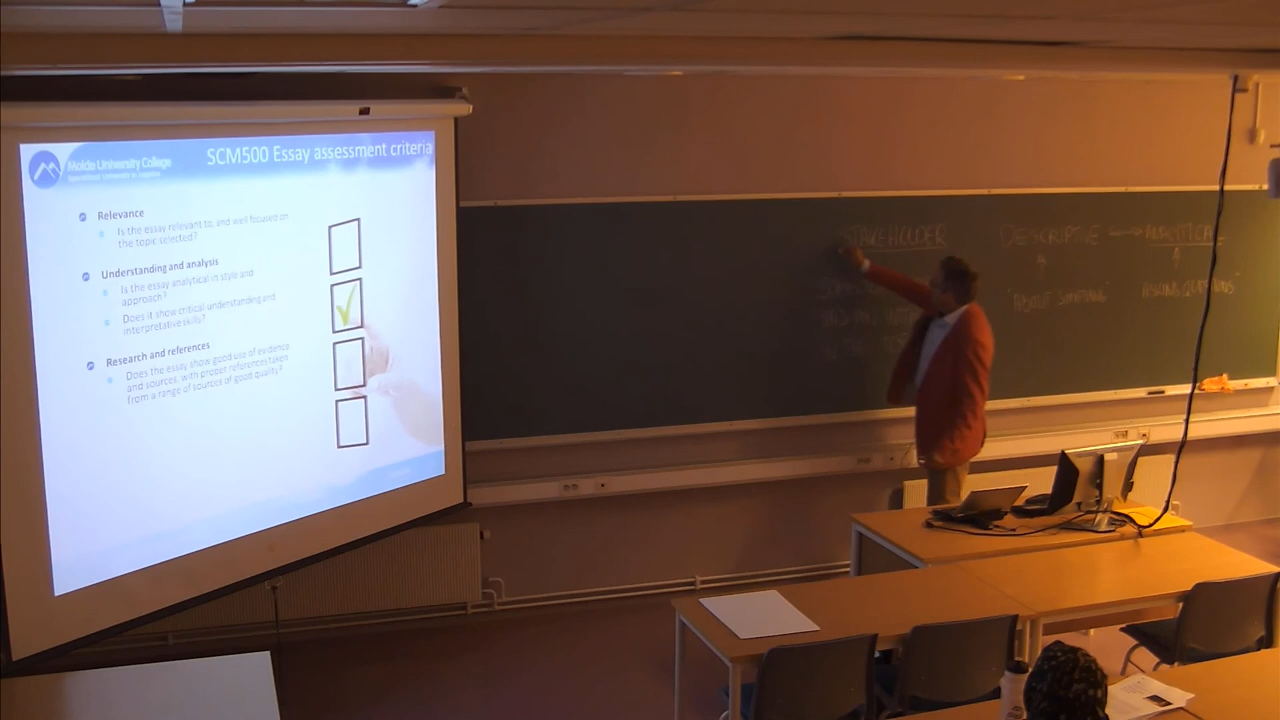 Molde University College
Specialized University in Logistics
SCM500 Essay assessment criteria
Relevance
Is the essay relevant to, and well focused on
the topic selected?
Understanding and analysis
Is the essay analytical in style and
approach?
Does it show critical understanding and
interpretative skills?
Research and references
Does the essay show good use of evidence
and sources, with proper references taken
from a range of sources of good quality?
STAKEHOLDER
DESCRIPTIVE ANALYTICAL
"ABOUT SOMETHING" ASKING QUESTIONS"